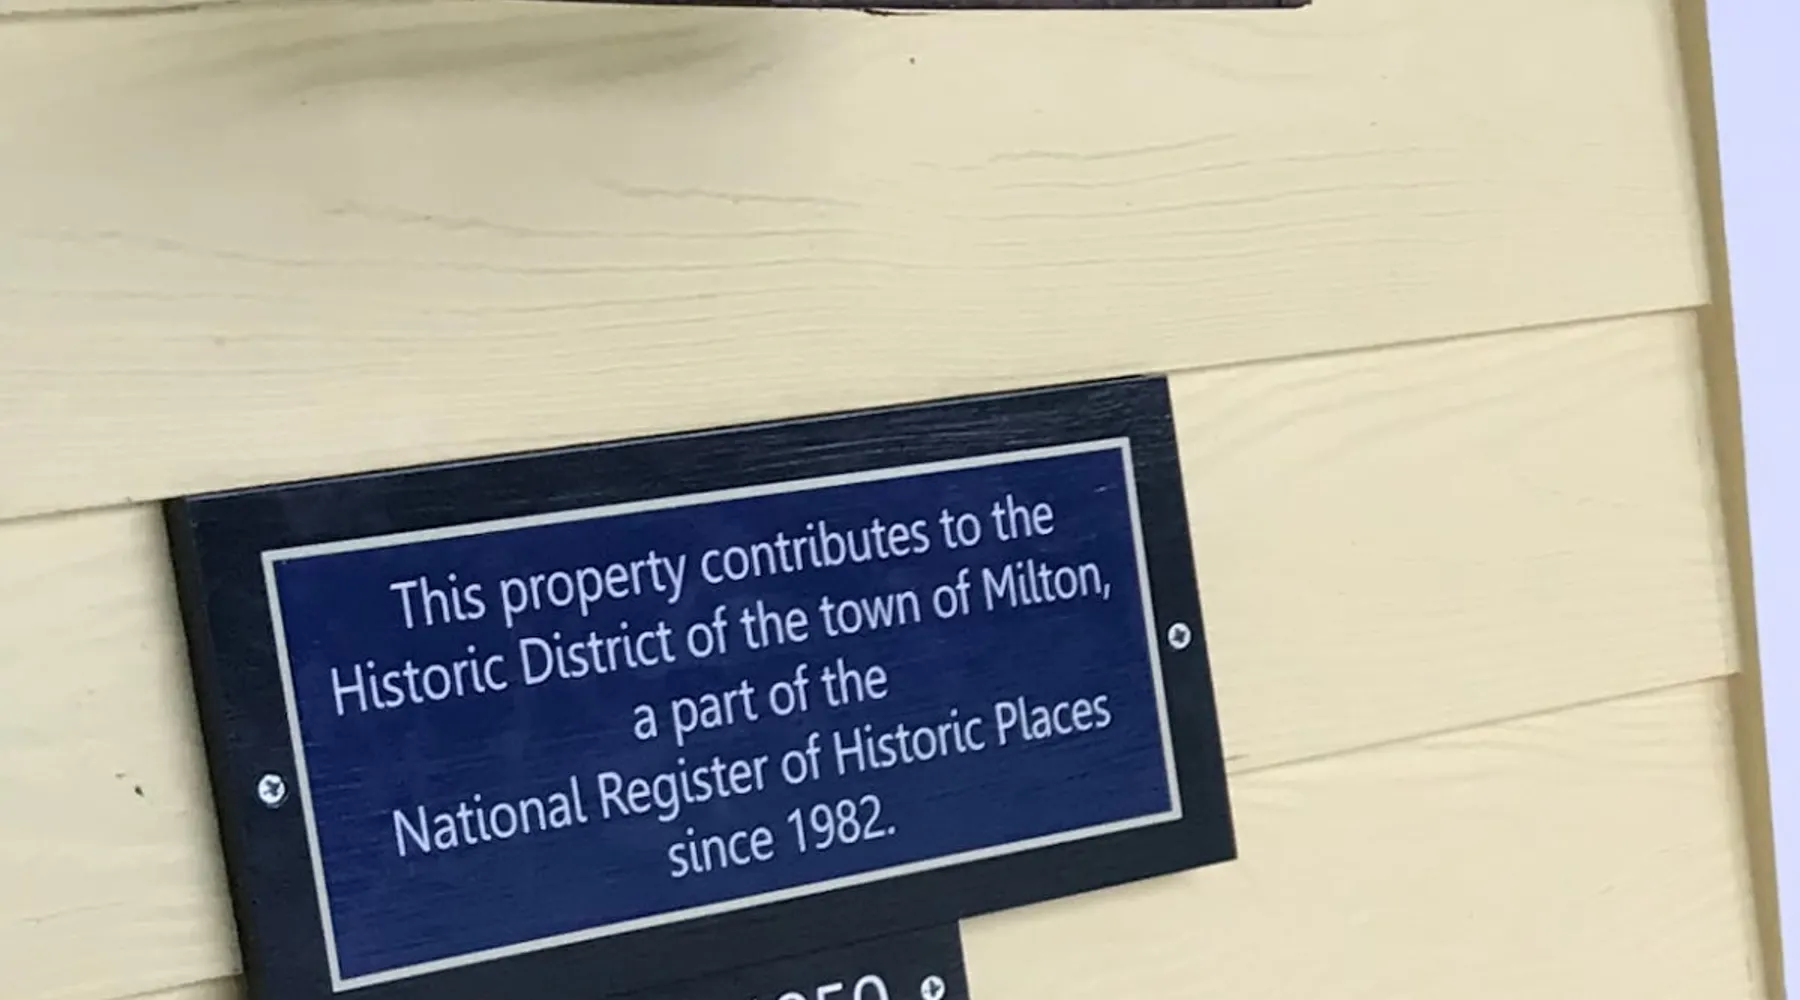 This property contributes to the
Historic District of the town of Milton,
a part of the
National Register of Historic Places
since 1982.